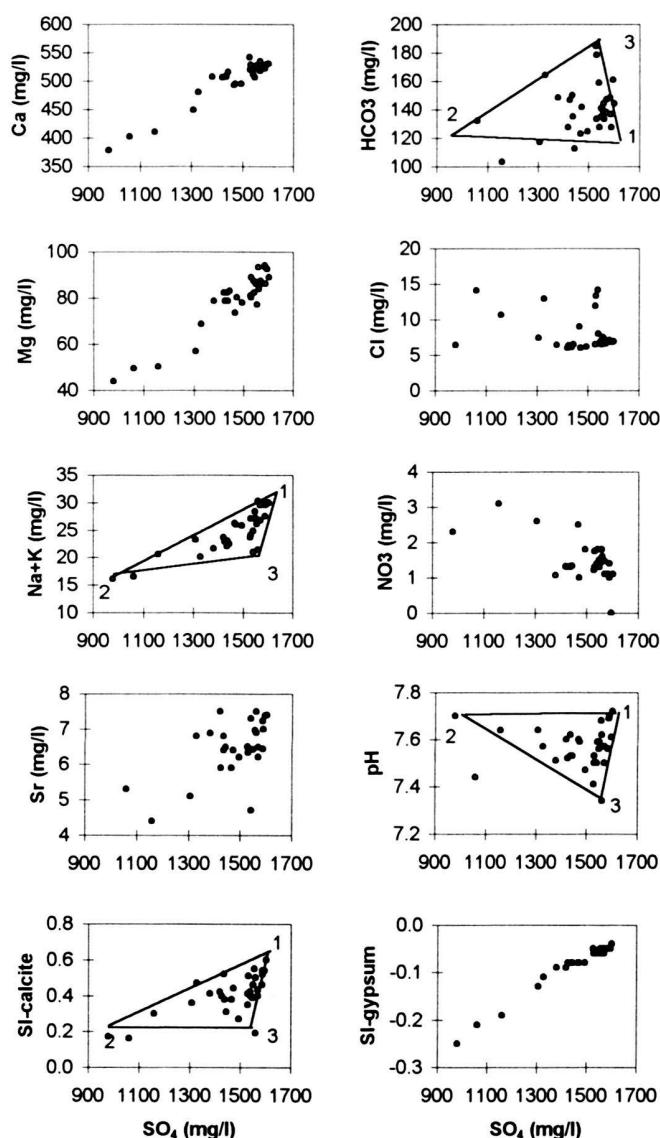 600
550
500
450
400
350
Ca (mg/l)
900 1100 1300 1500 1700
200
180
160
140
120
100
HCO3 (mg/l)
3
2
1
900 1100 1300 1500 1700
100
80
60
40
Mg (mg/l)
900 1100 1300 1500 1700
20
15
10
5
0
Cl (mg/l)
900 1100 1300 1500 1700
35
30
25
20
15
10
Na+K (mg/l)
1
2
3
900 1100 1300 1500 1700
4
3
2
1
0
NO3 (mg/l)
900 1100 1300 1500 1700
8
7
6
5
4
Sr (mg/l)
900 1100 1300 1500 1700
7.8
7.6
7.4
7.2
pH
1
2
3
900 1100 1300 1500 1700
0.8
0.6
0.4
0.2
0.0
SI-calcite
1
2
3
900 1100 1300 1500 1700
SO₄ (mg/l)
0.0
-0.1
-0.2
-0.3
SI-gypsum
900 1100 1300 1500 1700
SO₄ (mg/l)